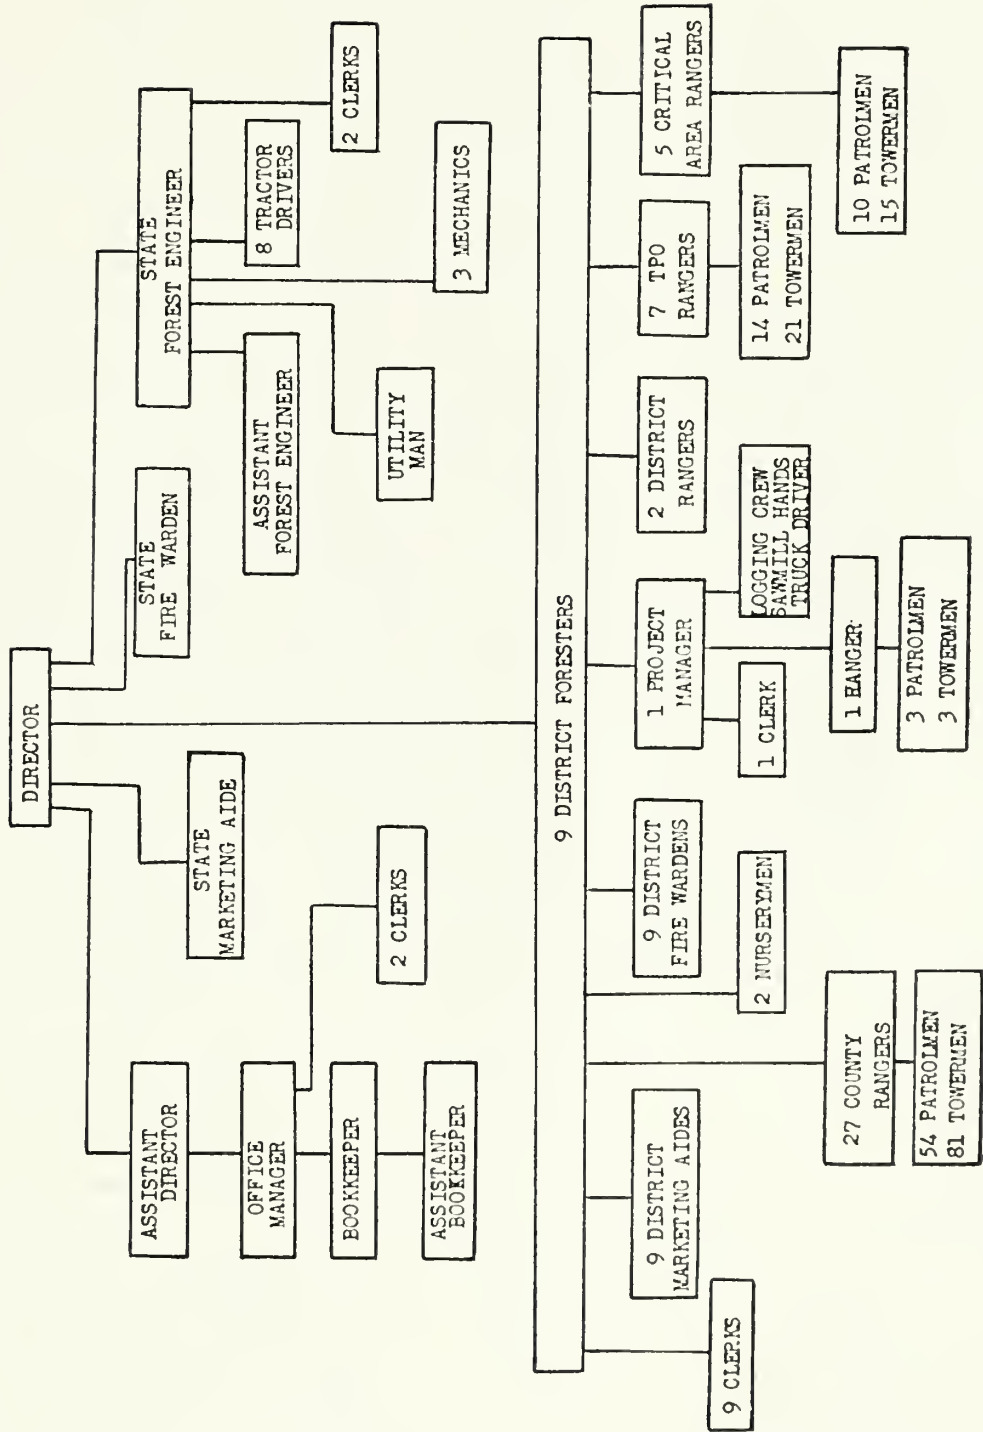 DIRECTOR
ASSISTANT
DIRECTOR
OFFICE
MANAGER
BOOKKEEPER
ASSISTANT
BOOKKEEPER
2 CLERKS
STATE
MARKETING AIDE
STATE
FIRE WARDEN
STATE
FOREST ENGINEER
ASSISTANT
FOREST ENGINEER
UTILITY
MAN
3 MECHANICS
8 TRACTOR
DRIVERS
2 CLERKS
9 DISTRICT FORESTERS
9 CLERKS
9 DISTRICT
MARKETING AIDES
27 COUNTY
RANGERS
54 PATROLMEN
81 TOWERMEN
2 NURSERYMEN
9 DISTRICT
FIRE WARDENS
1 PROJECT
MANAGER
1 CLERK
1 RANGER
3 PATROLMEN
3 TOWERMEN
LOGGING CREW
SAWMILL HANDS
TRUCK DRIVER
2 DISTRICT
RANGERS
7 TPO
RANGERS
14 PATROLMEN
21 TOWERMEN
5 CRITICAL
AREA RANGERS
10 PATROLMEN
15 TOWERMEN